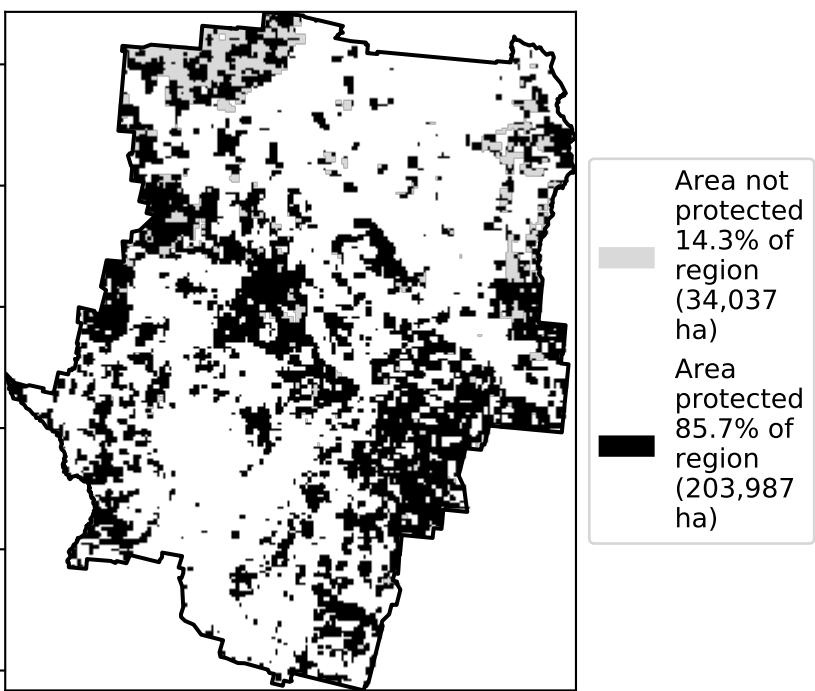 Area not
protected
14.3% of
region
(34,037
ha)
Area
protected
85.7% of
region
(203,987
ha)